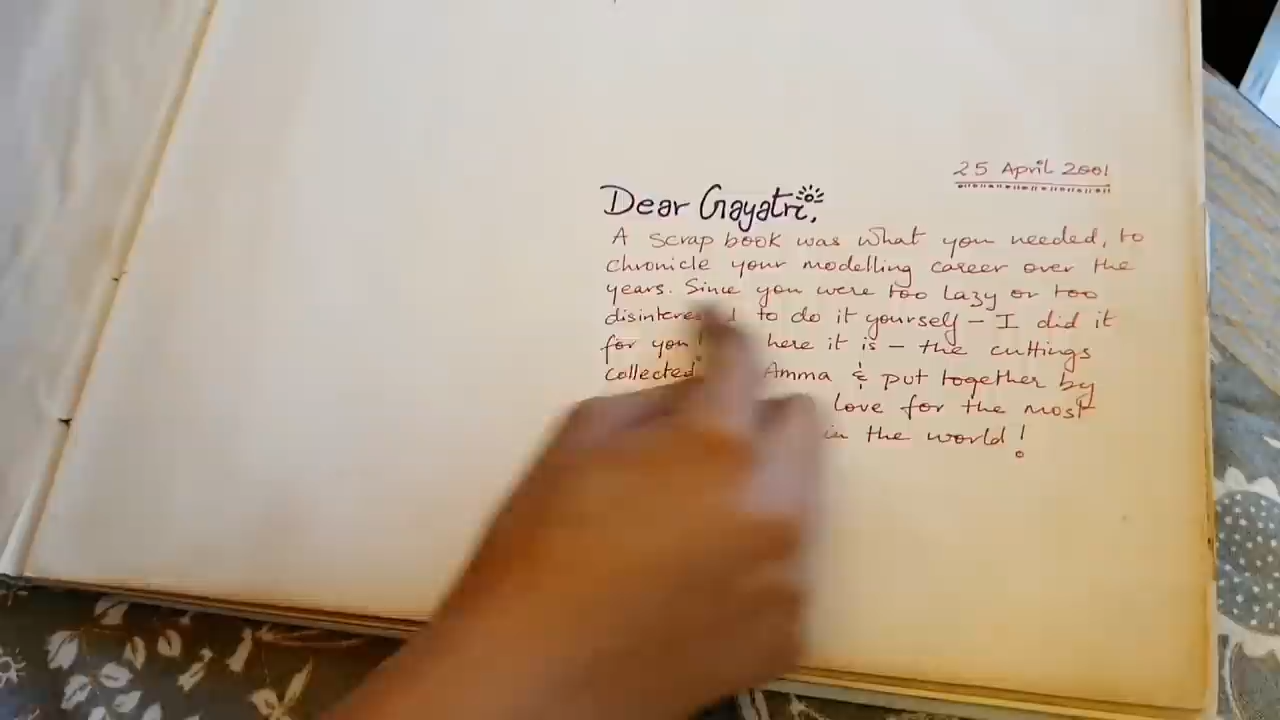 25 April 2001
Dear Gayatri,
A scrap book was what you needed, to
chronicle your modelling career over the
years. Since you were too lazy or too
to do it yourself - I did it
for you here it is - the cuttings
collected Amma & put together by
love for the most
in the world!